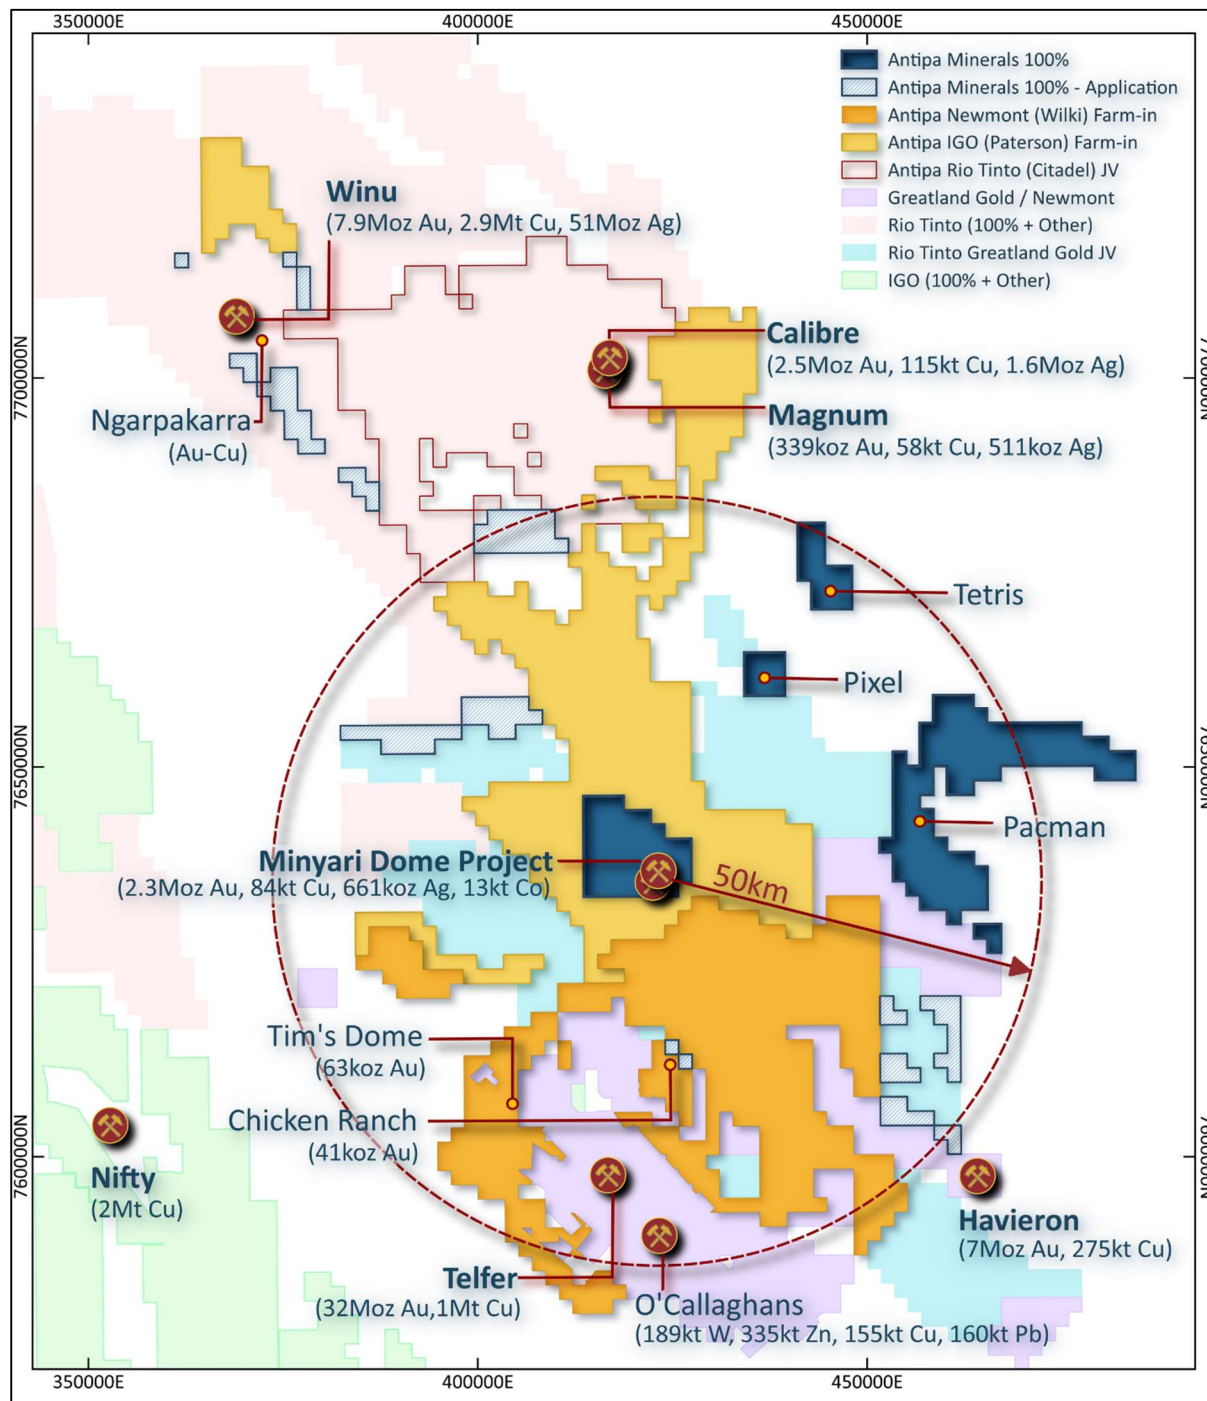 350000E
400000E
450000E
Antipa Minerals 100%
Antipa Minerals 100% - Application
Antipa Newmont (Wilki) Farm-in
Antipa IGO (Paterson) Farm-in
Antipa Rio Tinto (Citadel) JV
Greatland Gold / Newmont
Rio Tinto (100% + Other)
Rio Tinto Greatland Gold JV
IGO (100% + Other)
Winu
(7.9Moz Au, 2.9Mt Cu, 51Moz Ag)
Calibre
(2.5Moz Au, 115kt Cu, 1.6Moz Ag)
7700000N
7700000N
Magnum
(339koz Au, 58kt Cu, 511koz Ag)
Ngarpakarra
(Au-Cu)
Tetris
Pixel
7650000N
7650000N
Pacman
Minyari Dome Project
(2.3Moz Au, 84kt Cu, 661koz Ag, 13kt Co)
50km
Tim's Dome
(63koz Au)
Chicken Ranch
(41koz Au)
7600000N
7600000N
Nifty
(2Mt Cu)
Havieron
(7Moz Au, 275kt Cu)
Telfer
(32Moz Au,1Mt Cu)
O'Callaghans
(189kt W, 335kt Zn, 155kt Cu, 160kt Pb)
350000E
400000E
450000E